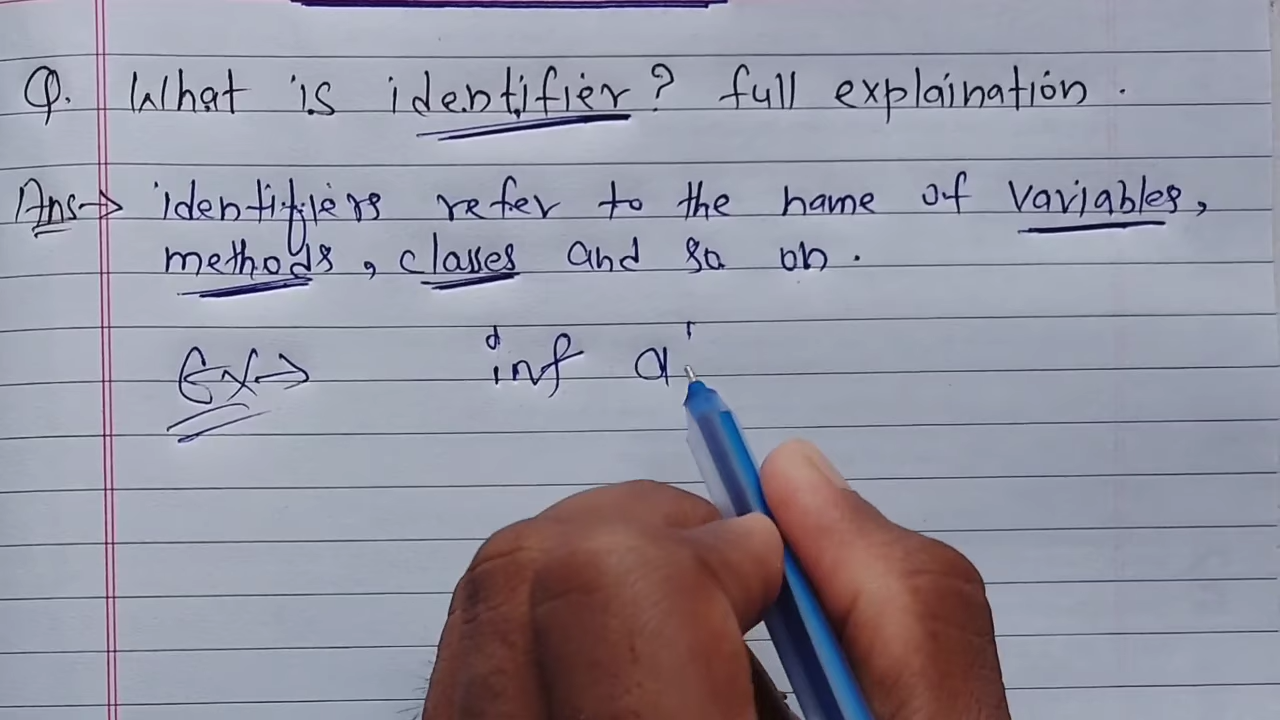 Q. What is identifier? full explaination.
Ans→ identifiers refer to the name of variables,
methods, classes and so on.
Ex→ int a